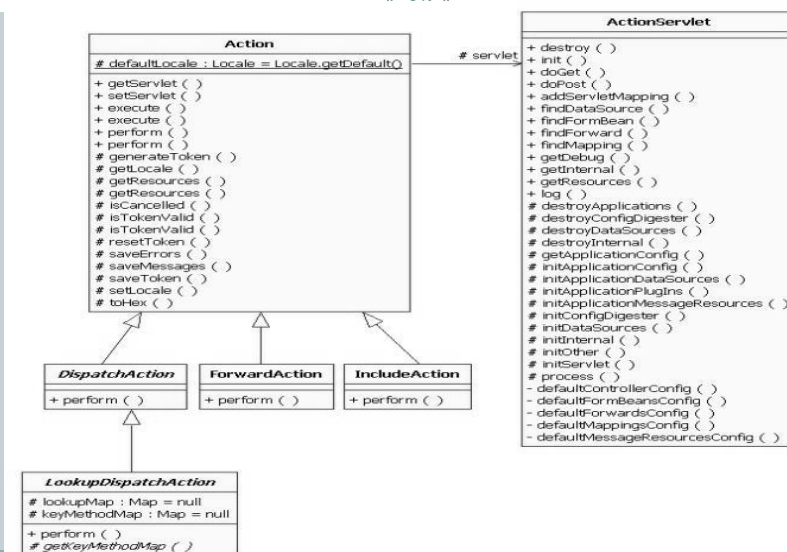 Action
# defaultLocale : Locale = Locale.getDefault()
+ getServlet ( )
+ setServlet ( )
+ execute ( )
+ execute ( )
+ perform ( )
+ perform ( )
# generateToken ( )
# getLocale ( )
# getResources ( )
# getResources ( )
# isCancelled ( )
# isTokenValid ( )
# isTokenValid ( )
# resetToken ( )
# saveErrors ( )
# saveMessages ( )
# saveToken ( )
# setLocale ( )
# toHex ( )
# servlet
ActionServlet
+ destroy ( )
+ init ( )
+ doGet ( )
+ doPost ( )
+ addServletMapping ( )
+ findDataSource ( )
+ findFormBean ( )
+ findForward ( )
+ findMapping ( )
+ getDebug ( )
+ getInternal ( )
+ getResources ( )
+ log ( )
# destroyApplications ( )
# destroyConfigDigester ( )
# destroyDataSources ( )
# destroyInternal ( )
# getApplicationConfig ( )
# initApplicationConfig ( )
# initApplicationDataSources ( )
# initApplicationPlugIns ( )
# initApplicationMessageResources ( )
# initConfigDigester ( )
# initDataSources ( )
# initInternal ( )
# initOther ( )
# initServlet ( )
# process ( )
- defaultControllerConfig ( )
- defaultFormBeansConfig ( )
- defaultForwardsConfig ( )
- defaultMappingsConfig ( )
- defaultMessageResourcesConfig ( )
DispatchAction
+ perform ( )
ForwardAction
+ perform ( )
IncludeAction
+ perform ( )
LookupDispatchAction
# lookupMap : Map = null
# keyMethodMap : Map = null
+ perform ( )
# getKeyMethodMap ( )